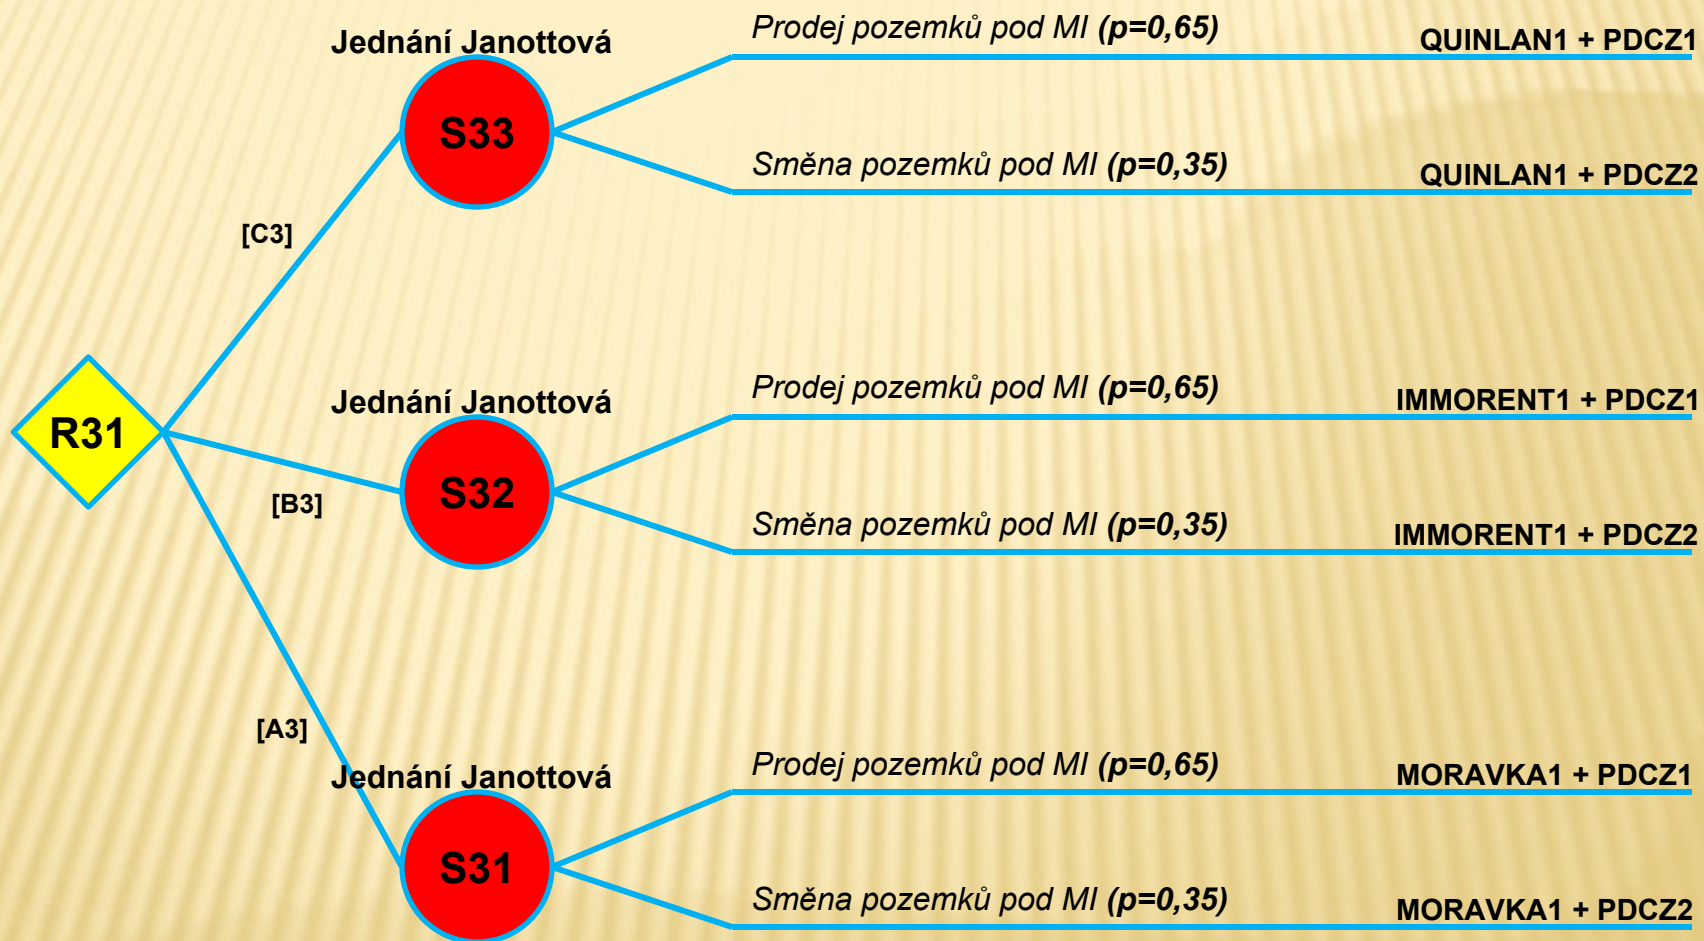 Jednání Janottová
S33
Prodej pozemků pod MI (p=0,65)
QUINLAN1 + PDCZ1
Směna pozemků pod MI (p=0,35)
QUINLAN1 + PDCZ2
[C3]
R31
Jednání Janottová
S32
Prodej pozemků pod MI (p=0,65)
IMMORENT1 + PDCZ1
[B3]
Směna pozemků pod MI (p=0,35)
IMMORENT1 + PDCZ2
[A3]
Jednání Janottová
S31
Prodej pozemků pod MI (p=0,65)
MORAVKA1 + PDCZ1
Směna pozemků pod MI (p=0,35)
MORAVKA1 + PDCZ2